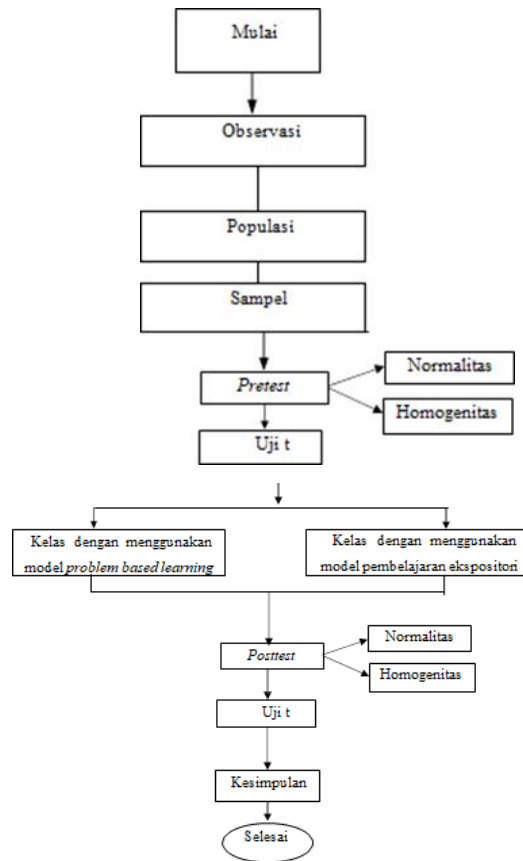 Mulai
Observasi
Populasi
Sampel
Pretest
Normalitas
Homogenitas
Uji t
Kelas dengan menggunakan
model problem based learning
Kelas dengan menggunakan
model pembelajaran ekspositori
Posttest
Normalitas
Homogenitas
Uji t
Kesimpulan
Selesai